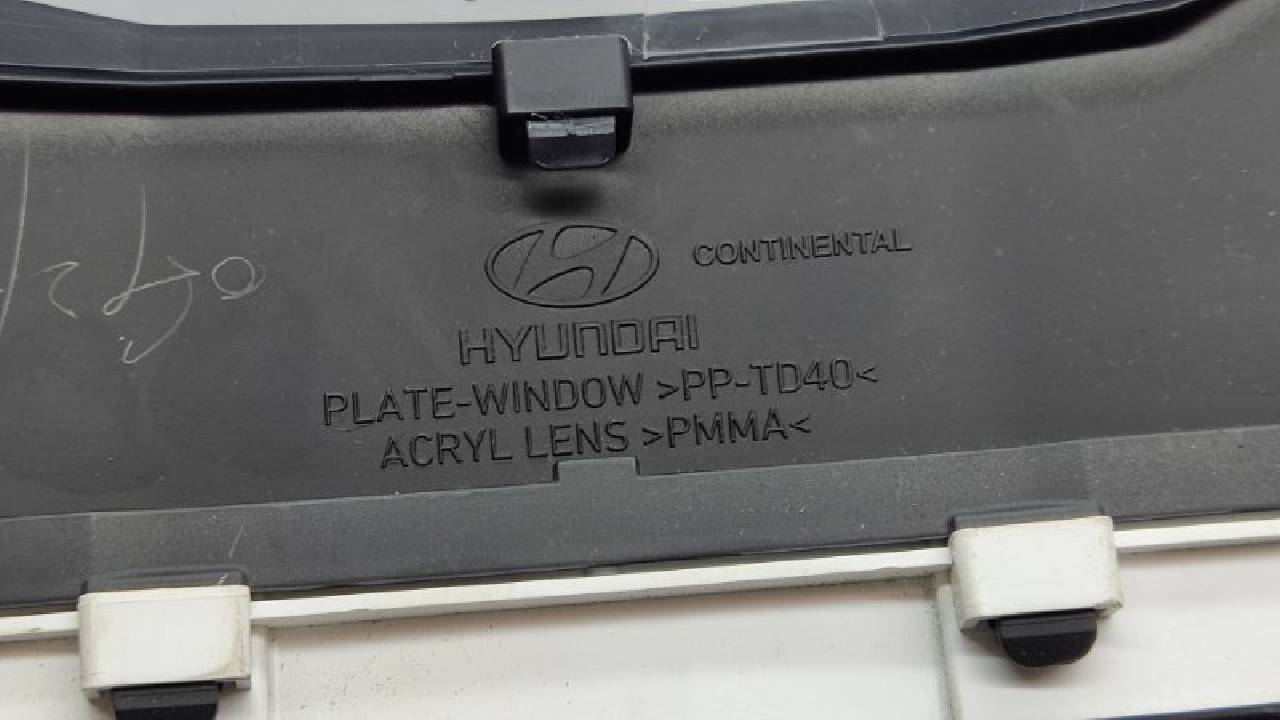 CONTINENTAL
HYUNDAI
PLATE-WINDOW >PP-TD40<
ACRYL LENS >PMMA<